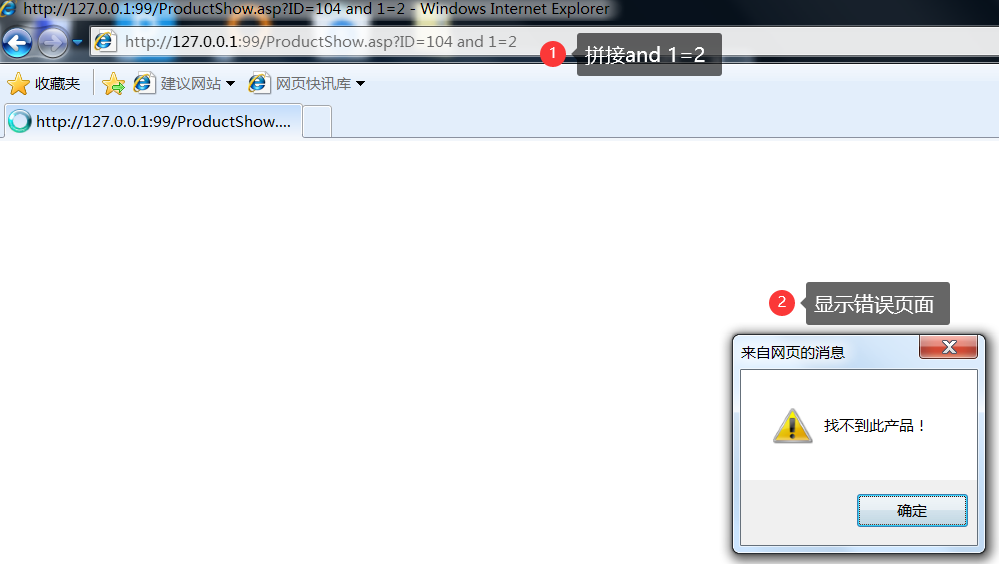 http://127.0.0.1:99/ProductShow.asp?ID=104 and 1=2 - Windows Internet Explorer
http://127.0.0.1:99/ProductShow.asp?ID=104 and 1=2
1 拼接and 1=2
收藏夹 建议网站 网页快讯库
http://127.0.0.1:99/ProductShow....
2 显示错误页面
来自网页的消息
找不到此产品！
确定